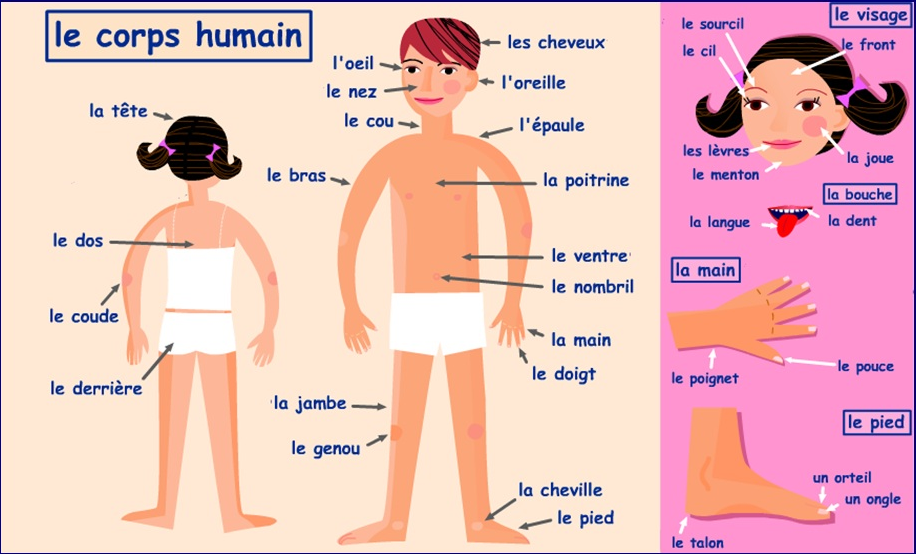 le corps humain
les cheveux
l'oeil
l'oreille
le nez
la tête
le cou
l'épaule
le bras
la poitrine
le dos
le ventre
le nombril
le coude
la main
le doigt
le derrière
la jambe
le genou
la cheville
le pied
le visage
le sourcil
le front
le cil
les lèvres
la joue
le menton
la bouche
la langue
la dent
la main
le pouce
le poignet
le pied
un orteil
un ongle
le talon